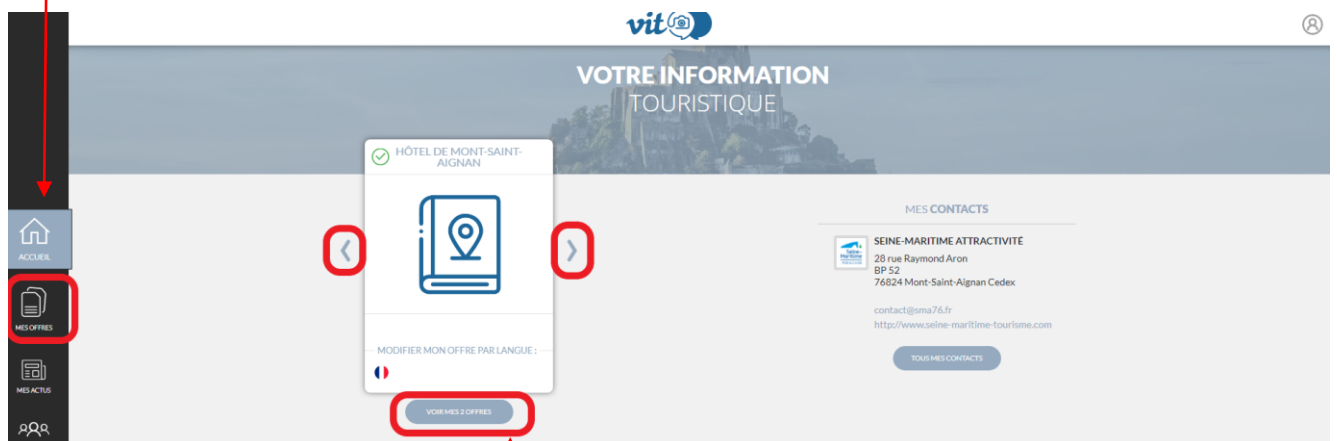 vit
VOTRE INFORMATION
TOURISTIQUE
HÔTEL DE MONT-SAINT-
AIGNAN
MODIFIER MON OFFRE PAR LANGUE :
VOIR MES 2 OFFRES
ACCUEIL
MES OFFRES
MES ACTUS
MES CONTACTS
SEINE-MARITIME ATTRACTIVITÉ
28 rue Raymond Aron
BP 52
76824 Mont-Saint-Aignan Cedex
contact@sma76.fr
http://www.seine-maritime-tourisme.com
TOUS MES CONTACTS